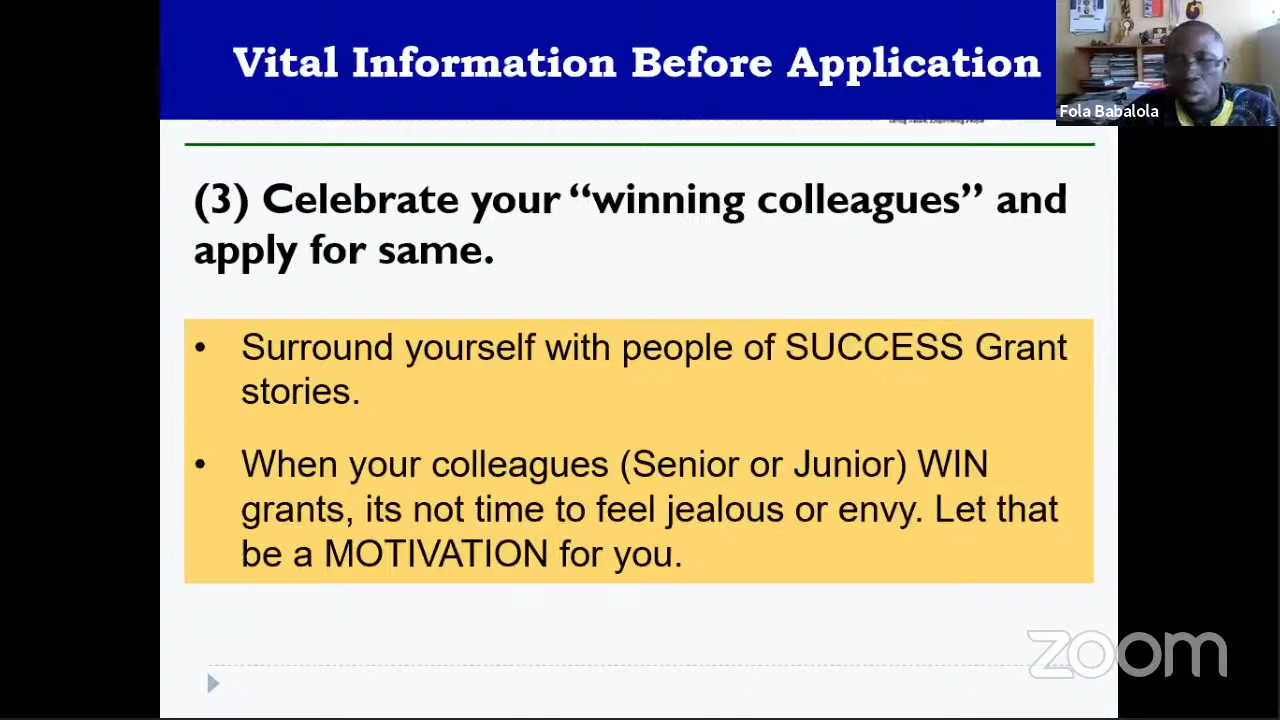 Vital Information Before Application
Fola Babalola
(3) Celebrate your “winning colleagues” and
apply for same.
• Surround yourself with people of SUCCESS Grant
stories.
• When your colleagues (Senior or Junior) WIN
grants, its not time to feel jealous or envy. Let that
be a MOTIVATION for you.
zoom